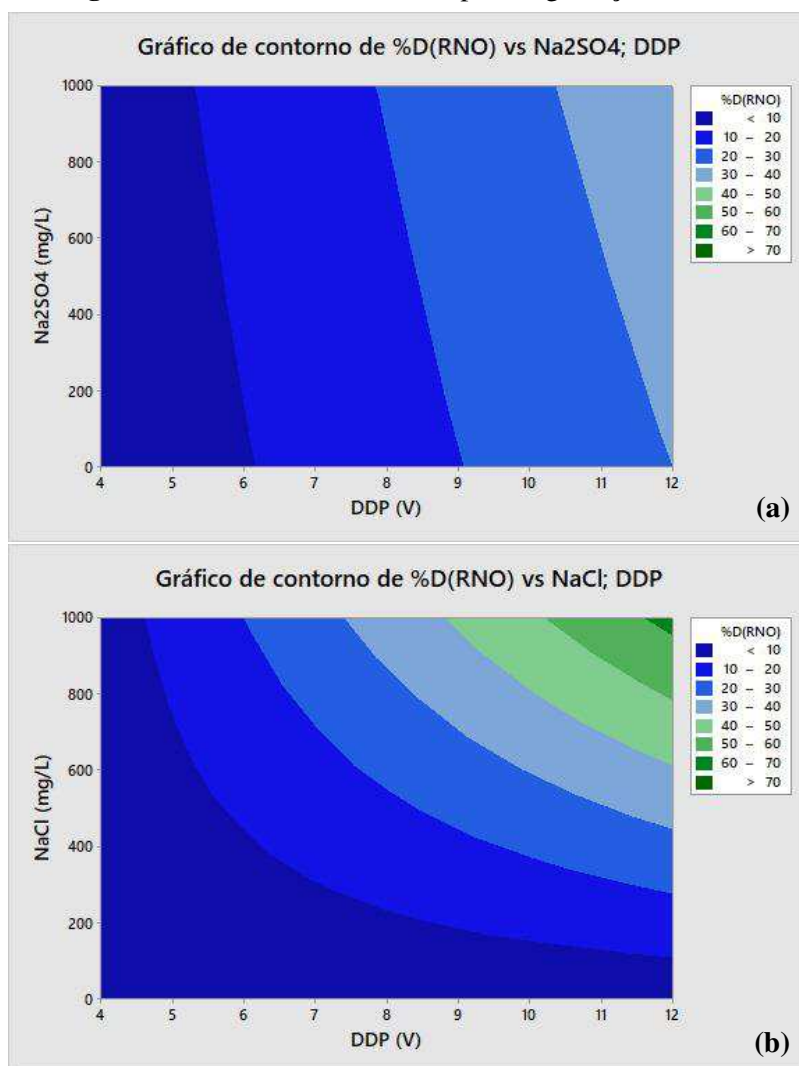 Gráfico de contorno de %D(RNO) vs Na2SO4; DDP
1000
800
600
400
200
0
Na2SO4 (mg/L)
4 5 6 7 8 9 10 11 12
DDP (V)
%D(RNO)
< 10
10 – 20
20 – 30
30 – 40
40 – 50
50 – 60
60 – 70
> 70
(a)
Gráfico de contorno de %D(RNO) vs NaCl; DDP
1000
800
600
400
200
0
NaCl (mg/L)
4 5 6 7 8 9 10 11 12
DDP (V)
%D(RNO)
< 10
10 – 20
20 – 30
30 – 40
40 – 50
50 – 60
60 – 70
> 70
(b)